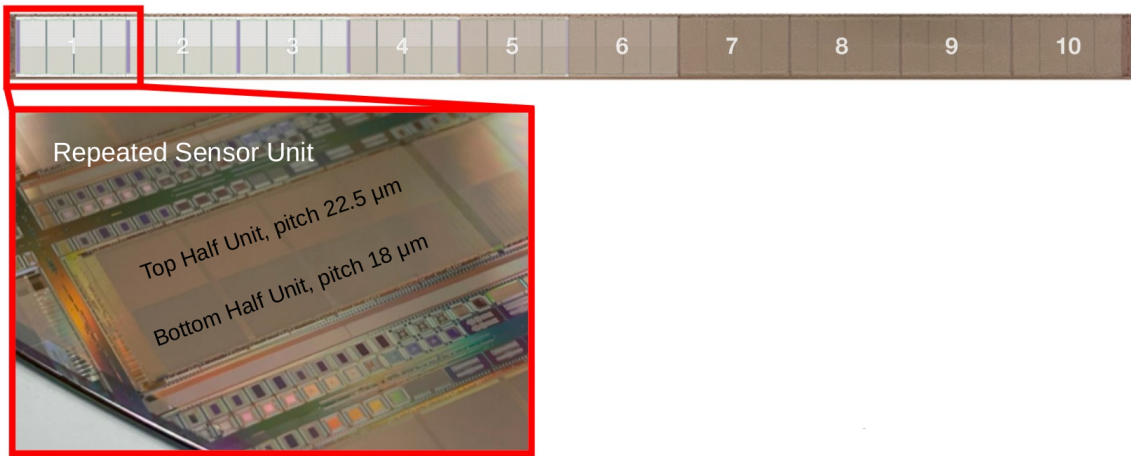 1 2 3 4 5 6 7 8 9 10
Repeated Sensor Unit
Top Half Unit, pitch 22.5 μm
Bottom Half Unit, pitch 18 μm